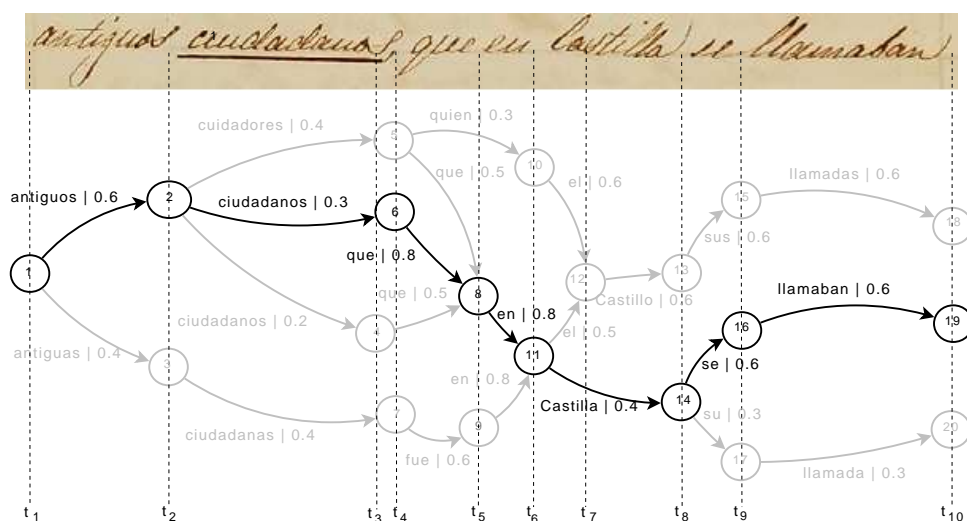 antiguos ciudadanos, que en Castilla se llamaban
quien | 0.3
cuidadores | 0.4
5
que | 0.5
10
el | 0.6
llamadas | 0.6
antiguos | 0.6
2
ciudadanos | 0.3
6
15
18
sus | 0.6
que | 0.8
1
12
13
que | 0.5
8
Castillo | 0.6
llamaban | 0.6
ciudadanos | 0.2
4
en | 0.8
el | 0.5
16
19
antiguas | 0.4
3
11
se | 0.6
en | 0.8
Castilla | 0.4
14
su | 0.3
7
9
20
ciudadanas | 0.4
fue | 0.6
17
llamada | 0.3
t1 t2 t3 t4 t5 t6 t7 t8 t9 t10